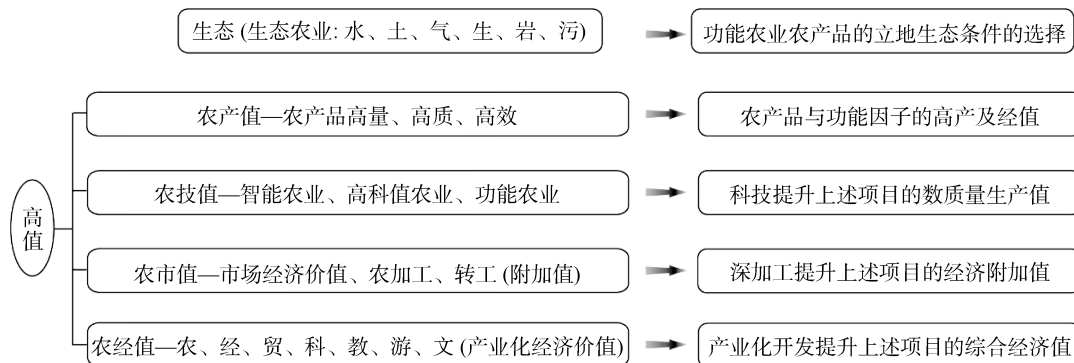 生态 (生态农业: 水、土、气、生、岩、污)
功能农业农产品的立地生态条件的选择
农产值—农产品高量、高质、高效
农产品与功能因子的高产及经值
农技值—智能农业、高科值农业、功能农业
科技提升上述项目的数质量生产值
高值
农市值—市场经济价值、农加工、转工 (附加值)
深加工提升上述项目的经济附加值
农经值—农、经、贸、科、教、游、文 (产业化经济价值)
产业化开发提升上述项目的综合经济值